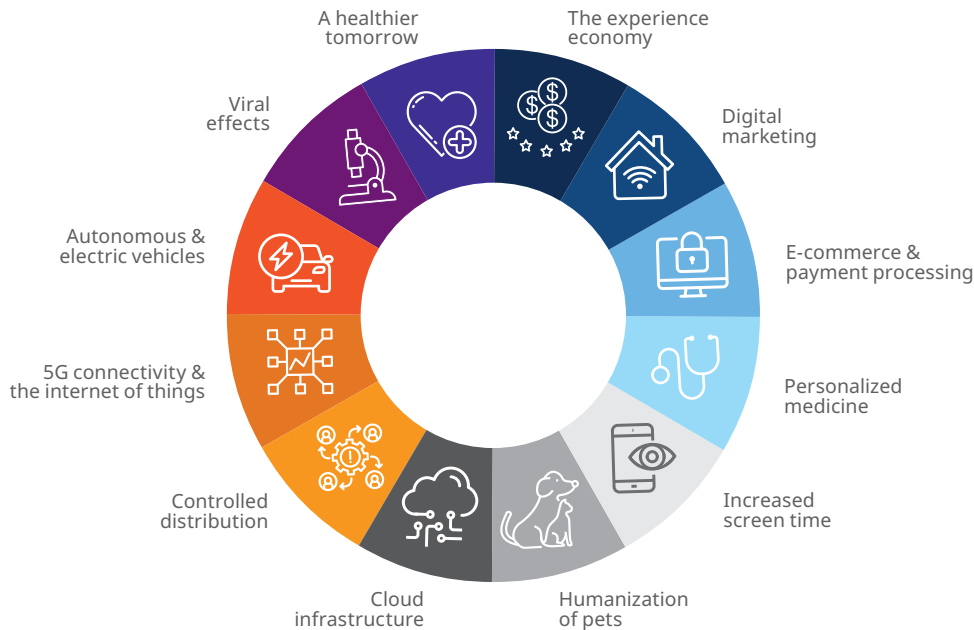 A healthier
tomorrow
The experience
economy
Digital
marketing
E-commerce &
payment processing
Personalized
medicine
Increased
screen time
Humanization
of pets
Cloud
infrastructure
Controlled
distribution
5G connectivity &
the internet of things
Autonomous &
electric vehicles
Viral
effects